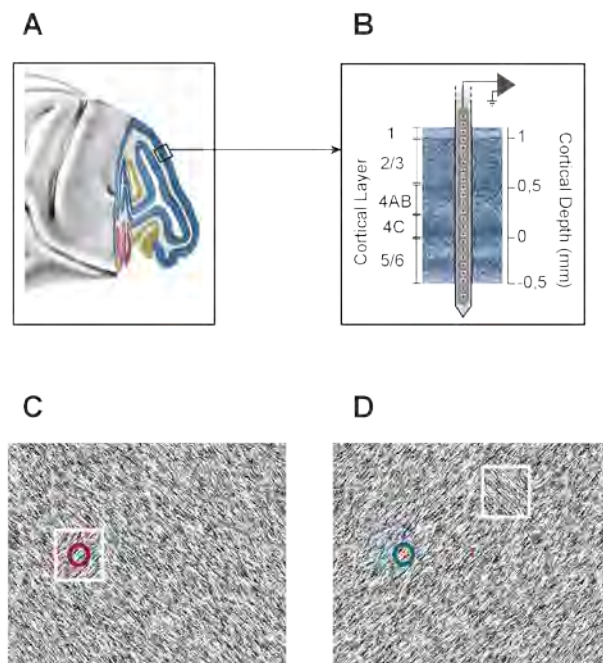 A
B
Cortical Layer
1
2/3
4AB
4C
5/6
1
0,5
0
-0,5
Cortical Depth (mm)
C
D